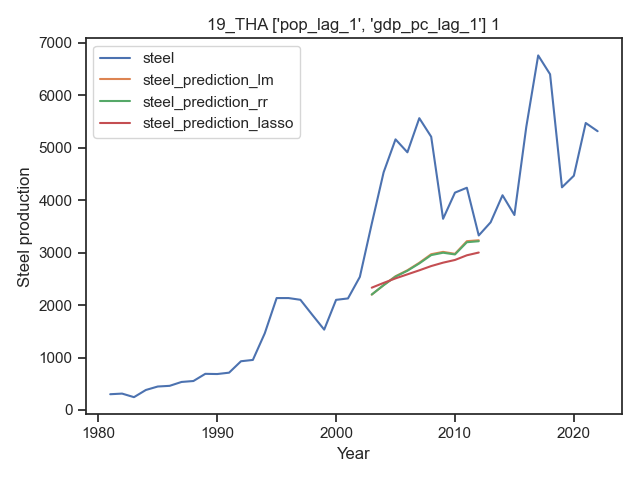 19_THA ['pop_lag_1', 'gdp_pc_lag_1'] 1
steel
steel_prediction_lm
steel_prediction_rr
steel_prediction_lasso
Steel production
7000
6000
5000
4000
3000
2000
1000
0
1980
1990
2000
2010
2020
Year